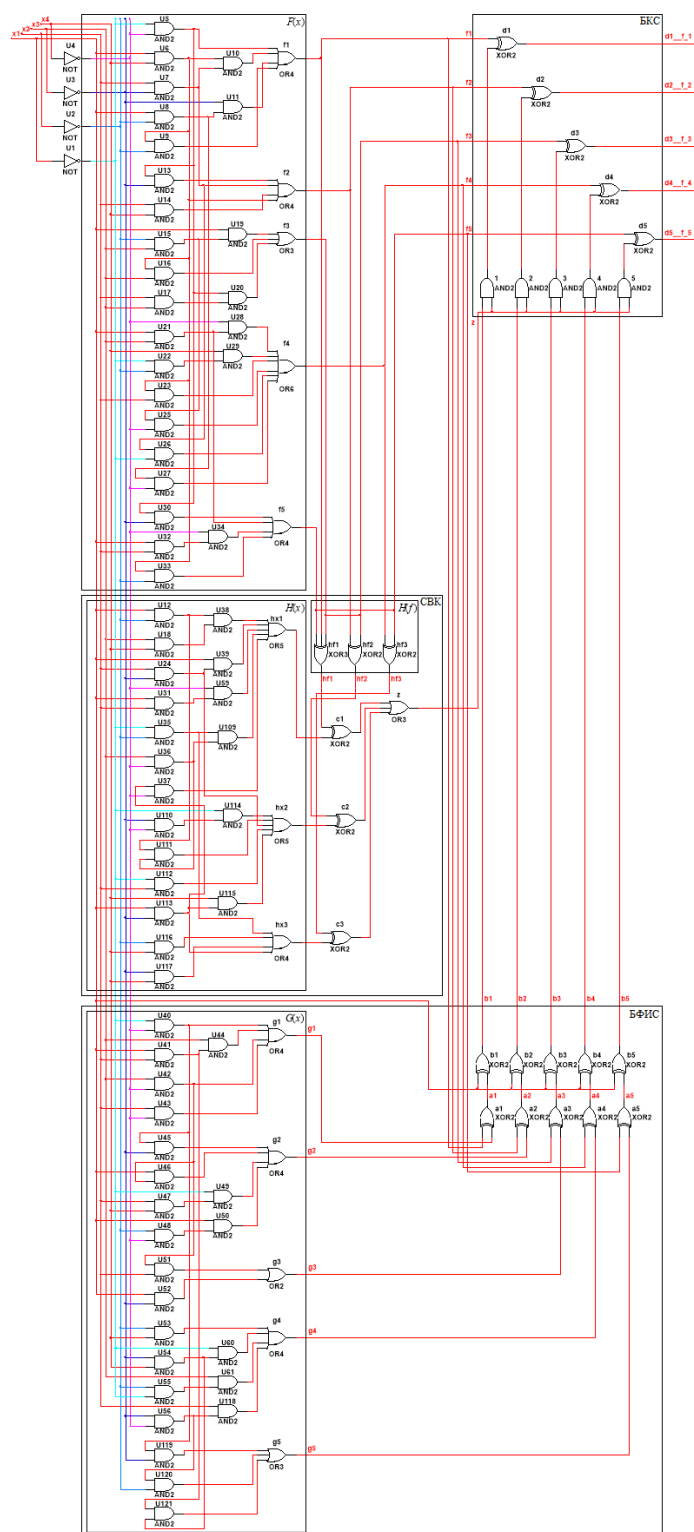 x4
x3
x2
x1
U4
NOT
U3
NOT
U2
NOT
U1
NOT
F(x)
U5
AND2
U6
AND2
U7
AND2
U8
AND2
U9
AND2
U10
AND2
U11
AND2
f1
OR4
U13
AND2
U14
AND2
f2
OR4
U15
AND2
U16
AND2
U17
AND2
U19
AND2
U20
AND2
f3
OR3
U21
AND2
U22
AND2
U23
AND2
U25
AND2
U26
AND2
U27
AND2
U28
AND2
U29
AND2
f4
OR6
U30
AND2
U32
AND2
U33
AND2
U34
AND2
f5
OR4
БКС
f1
f2
f3
f4
f5
d1
XOR2
d2
XOR2
d3
XOR2
d4
XOR2
d5
XOR2
d1__f_1
d2__f_2
d3__f_3
d4__f_4
d5__f_5
1
AND2
2
AND2
3
AND2
4
AND2
5
AND2
z
СВК
H(x)
U12
AND2
U18
AND2
U24
AND2
U31
AND2
U35
AND2
U36
AND2
U37
AND2
U38
AND2
U39
AND2
U59
AND2
U109
AND2
hx1
OR5
U110
AND2
U111
AND2
U112
AND2
U113
AND2
U114
AND2
U115
AND2
hx2
OR5
U116
AND2
U117
AND2
hx3
OR4
H(f)
hf1
XOR3
hf2
XOR2
hf3
XOR2
hf1
hf2
hf3
c1
XOR2
c2
XOR2
c3
XOR2
z
OR3
БФИС
G(x)
U40
AND2
U41
AND2
U42
AND2
U43
AND2
U44
AND2
g1
OR4
g1
U45
AND2
U46
AND2
U47
AND2
U48
AND2
U49
AND2
U50
AND2
g2
OR4
g2
U51
AND2
U52
AND2
g3
OR2
g3
U53
AND2
U54
AND2
U55
AND2
U56
AND2
U60
AND2
U61
AND2
U118
AND2
g4
OR4
g4
U119
AND2
U120
AND2
U121
AND2
g5
OR3
g5
b1
b2
b3
b4
b5
b1
XOR2
b2
XOR2
b3
XOR2
b4
XOR2
b5
XOR2
a1
a2
a3
a4
a5
a1
XOR2
a2
XOR2
a3
XOR2
a4
XOR2
a5
XOR2